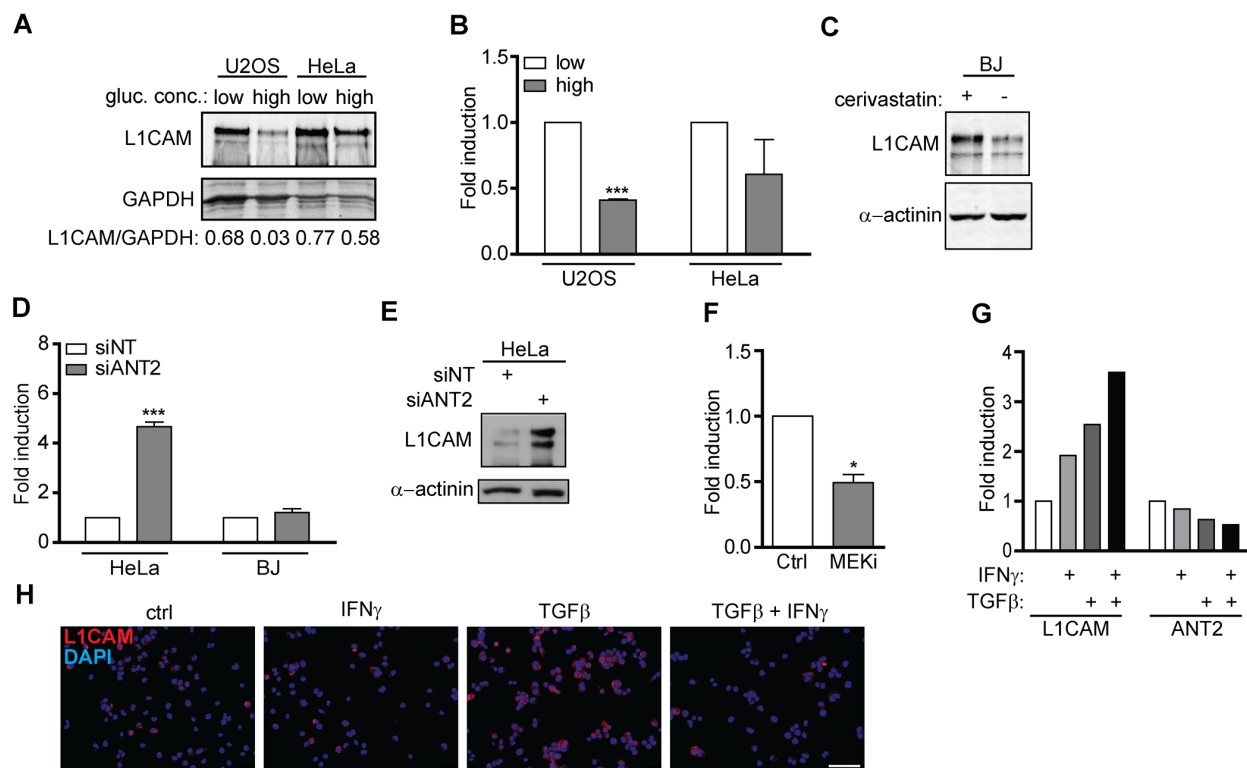 A
U2OS HeLa
gluc. conc.: low high low high
L1CAM
GAPDH
L1CAM/GAPDH: 0.68 0.03 0.77 0.58
B
1.5
1.0
0.5
0.0
Fold induction
low
high
***
U2OS HeLa
C
BJ
cerivastatin: + -
L1CAM
α−actinin
D
8
6
4
2
0
Fold induction
siNT
siANT2
***
HeLa BJ
E
HeLa
siNT +
siANT2 +
L1CAM
α−actinin
F
1.5
1.0
0.5
0.0
Fold induction
*
Ctrl MEKi
G
4
3
2
1
0
Fold induction
IFNγ: + + + +
TGFβ: + + + +
L1CAM ANT2
H
ctrl IFNγ TGFβ TGFβ + IFNγ
L1CAM
DAPI